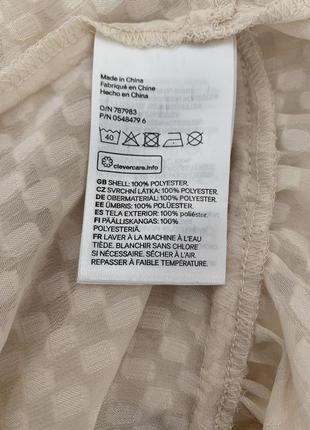 Made in China
Fabriqué en Chine
Hecho en China
O/N 787983
P/N 0548479 6
40
clevercare.info
GB SHELL: 100% POLYESTER.
CZ SVRCHNÍ LÁTKA: 100% POLYESTER.
DE OBERMATERIAL: 100% POLYESTER.
EE ÜMBRIS: 100% POLÜESTER.
ES TELA EXTERIOR: 100% poliéster.
FI PÄÄLLISKANGAS: 100%
POLYESTERIÄ.
FR LAVER À LA MACHINE À L'EAU
TIÈDE. BLANCHIR SANS CHLORE
SI NÉCESSAIRE. SÉCHER À L'AIR.
REPASSER À FAIBLE TEMPÉRATURE.